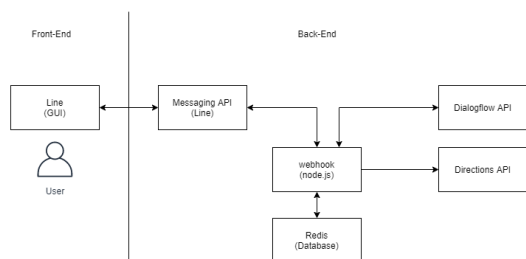 Front-End
Back-End
Line
(GUI)
Messaging API
(Line)
Dialogflow API
webhook
(node.js)
Directions API
User
Redis
(Database)